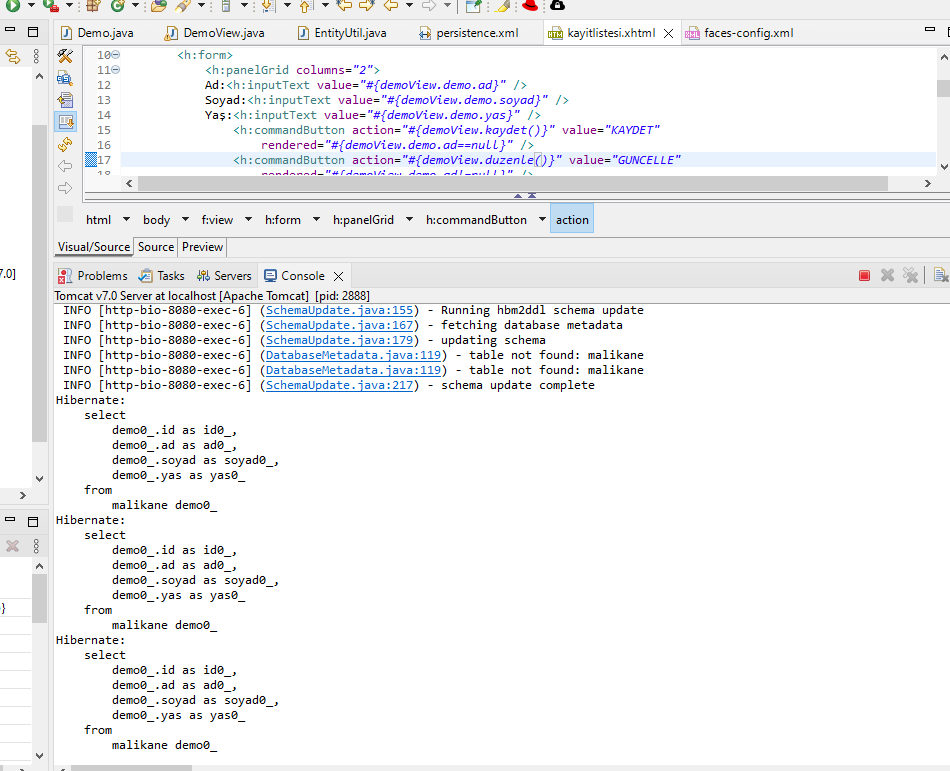 Demo.java
DemoView.java
EntityUtil.java
persistence.xml
kayitlistesi.xhtml
faces-config.xml
10 <h:form>
11 <h:panelGrid columns="2">
12 Ad:<h:inputText value="#{demoView.demo.ad}" />
13 Soyad:<h:inputText value="#{demoView.demo.soyad}" />
14 Yaş:<h:inputText value="#{demoView.demo.yas}" />
15 <h:commandButton action="#{demoView.kaydet()}" value="KAYDET"
16 rendered="#{demoView.demo.ad==null}" />
17 <h:commandButton action="#{demoView.duzenle()}" value="GUNCELLE"
18 rendered="#{demoView.demo.ad!=null}" />
html body f:view h:form h:panelGrid h:commandButton action
Visual/Source Source Preview
7.0]
Problems Tasks Servers Console
Tomcat v7.0 Server at localhost [Apache Tomcat] [pid: 2888]
INFO [http-bio-8080-exec-6] (SchemaUpdate.java:155) - Running hbm2ddl schema update
INFO [http-bio-8080-exec-6] (SchemaUpdate.java:167) - fetching database metadata
INFO [http-bio-8080-exec-6] (SchemaUpdate.java:179) - updating schema
INFO [http-bio-8080-exec-6] (DatabaseMetadata.java:119) - table not found: malikane
INFO [http-bio-8080-exec-6] (DatabaseMetadata.java:119) - table not found: malikane
INFO [http-bio-8080-exec-6] (SchemaUpdate.java:217) - schema update complete
Hibernate:
select
demo0_.id as id0_,
demo0_.ad as ad0_,
demo0_.soyad as soyad0_,
demo0_.yas as yas0_
from
malikane demo0_
Hibernate:
select
demo0_.id as id0_,
demo0_.ad as ad0_,
demo0_.soyad as soyad0_,
demo0_.yas as yas0_
from
malikane demo0_
Hibernate:
select
demo0_.id as id0_,
demo0_.ad as ad0_,
demo0_.soyad as soyad0_,
demo0_.yas as yas0_
from
malikane demo0_